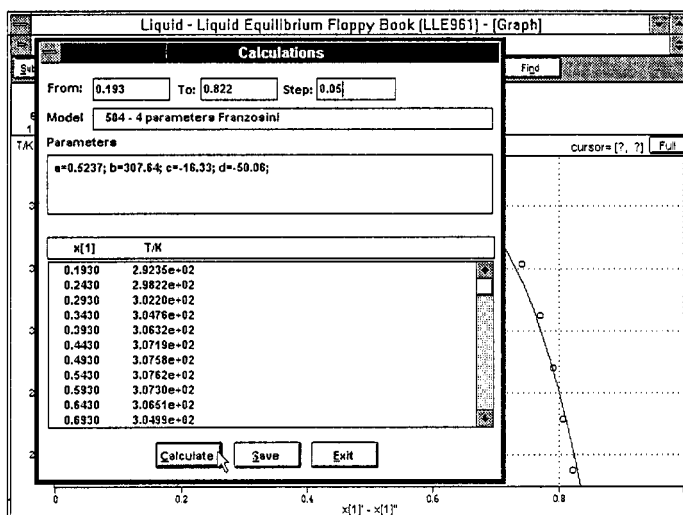 Liquid - Liquid Equilibrium Floppy Book (LLE961) - [Graph]
Calculations
Find
From: 0.193 To: 0.822 Step: 0.05
Model 504 - 4 parameters Franzosini
Parameters
T/K
cursor= [?, ?] Full
a=0.5237; b=307.64; c=-16.33; d=-50.06;
x[1] T/K
0.1930 2.9235e+02
0.2430 2.9822e+02
0.2930 3.0220e+02
0.3430 3.0476e+02
0.3930 3.0632e+02
0.4430 3.0719e+02
0.4930 3.0758e+02
0.5430 3.0762e+02
0.5930 3.0730e+02
0.6430 3.0651e+02
0.6930 3.0499e+02
Calculate Save Exit
0 0.2 0.4 0.6 0.8
x[1]' - x[1]"